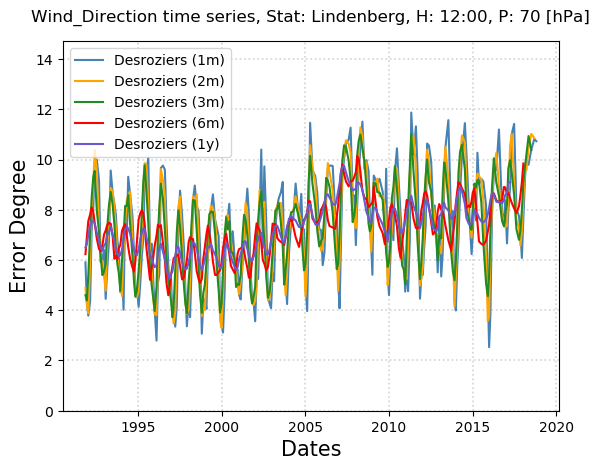 Wind_Direction time series, Stat: Lindenberg, H: 12:00, P: 70 [hPa]
Desroziers (1m)
Desroziers (2m)
Desroziers (3m)
Desroziers (6m)
Desroziers (1y)
Error Degree
14
12
10
8
6
4
2
0
1995 2000 2005 2010 2015 2020
Dates